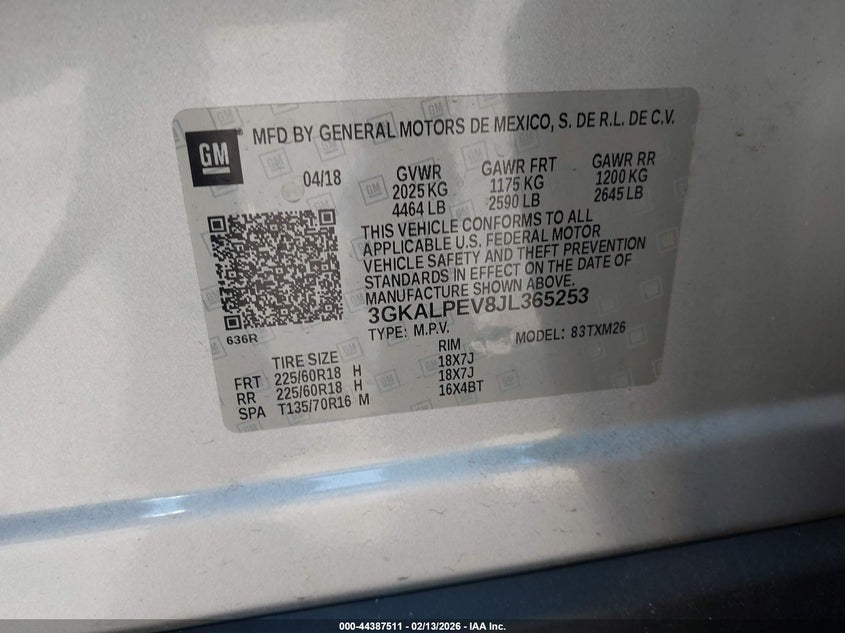 GM
MFD BY GENERAL MOTORS DE MEXICO, S. DE R.L. DE C.V.
04/18
GVWR GAWR FRT GAWR RR
2025 KG 1175 KG 1200 KG
4464 LB 2590 LB 2645 LB
THIS VEHICLE CONFORMS TO ALL
APPLICABLE U.S. FEDERAL MOTOR
VEHICLE SAFETY AND THEFT PREVENTION
STANDARDS IN EFFECT ON THE DATE OF
MANUFACTURE SHOWN ABOVE.
3GKALPEV8JL365253
TYPE: M.P.V. MODEL: 83TXM26
636R
TIRE SIZE RIM
FRT 225/60R18 H 18X7J
RR 225/60R18 H 18X7J
SPA T135/70R16 M 16X4BT
000-44387511 - 02/13/2026 - IAA Inc.